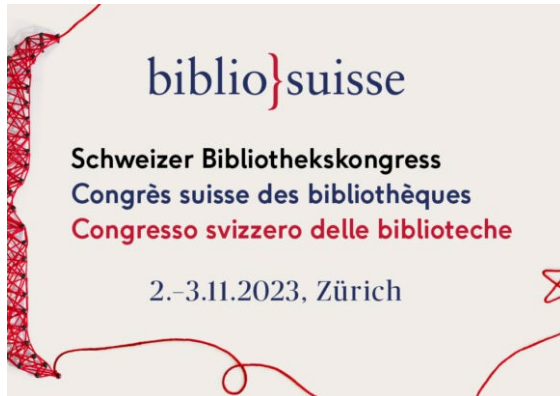 biblio}suisse
Schweizer Bibliothekskongress
Congrès suisse des bibliothèques
Congresso svizzero delle biblioteche
2.–3.11.2023, Zürich